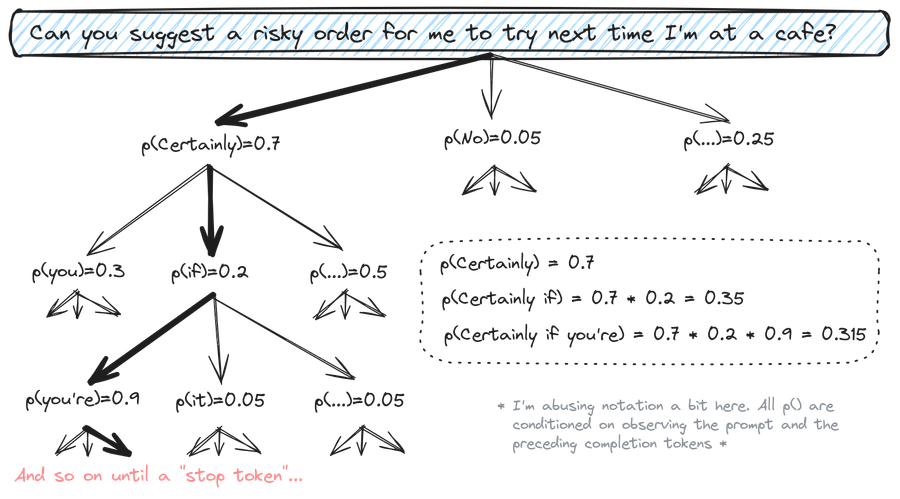 Can you suggest a risky order for me to try next time I'm at a cafe?
p(Certainly)=0.7
p(No)=0.05
p(...)=0.25
p(you)=0.3
p(if)=0.2
p(...)=0.5
p(Certainly) = 0.7
p(Certainly if) = 0.7 * 0.2 = 0.35
p(Certainly if you're) = 0.7 * 0.2 * 0.9 = 0.315
p(you're)=0.9
p(it)=0.05
p(...)=0.05
* I'm abusing notation a bit here. All p() are
conditioned on observing the prompt and the
preceding completion tokens *
And so on until a "stop token"...